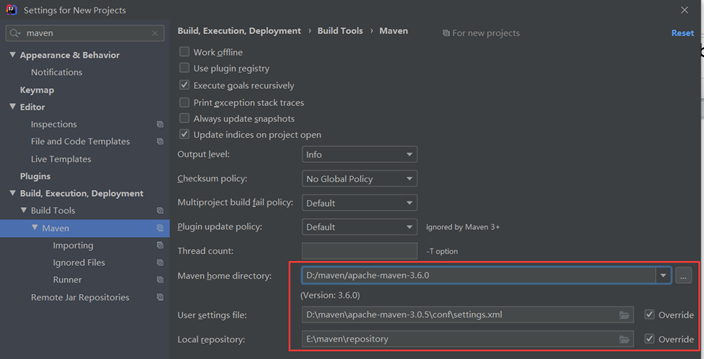 Settings for New Projects
maven
Appearance & Behavior
Notifications
Keymap
Editor
Inspections
File and Code Templates
Live Templates
Plugins
Build, Execution, Deployment
Build Tools
Maven
Importing
Ignored Files
Runner
Remote Jar Repositories
Build, Execution, Deployment › Build Tools › Maven For new projects Reset
Work offline
Use plugin registry
Execute goals recursively
Print exception stack traces
Always update snapshots
Update indices on project open
Output level: Info
Checksum policy: No Global Policy
Multiproject build fail policy: Default
Plugin update policy: Default ignored by Maven 3+
Thread count: -T option
Maven home directory: D:/maven/apache-maven-3.6.0 ...
(Version: 3.6.0)
User settings file: D:\maven\apache-maven-3.0.5\conf\settings.xml Override
Local repository: E:\maven\repository Override